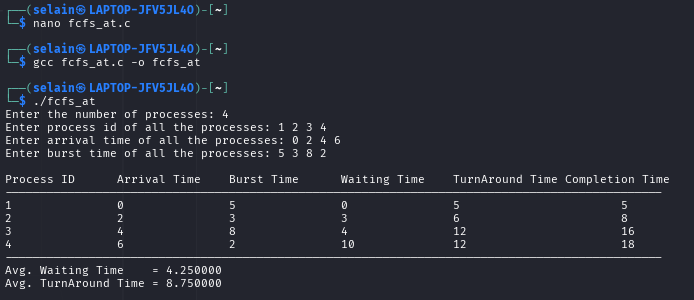 ┌──(selain㉿LAPTOP-JFV5JL4O)-[~]
└─$ nano fcfs_at.c
┌──(selain㉿LAPTOP-JFV5JL4O)-[~]
└─$ gcc fcfs_at.c -o fcfs_at
┌──(selain㉿LAPTOP-JFV5JL4O)-[~]
└─$ ./fcfs_at
Enter the number of processes: 4
Enter process id of all the processes: 1 2 3 4
Enter arrival time of all the processes: 0 2 4 6
Enter burst time of all the processes: 5 3 8 2
Process ID Arrival Time Burst Time Waiting Time TurnAround Time Completion Time
1 0 5 0 5 5
2 2 3 3 6 8
3 4 8 4 12 16
4 6 2 10 12 18
Avg. Waiting Time = 4.250000
Avg. TurnAround Time = 8.750000